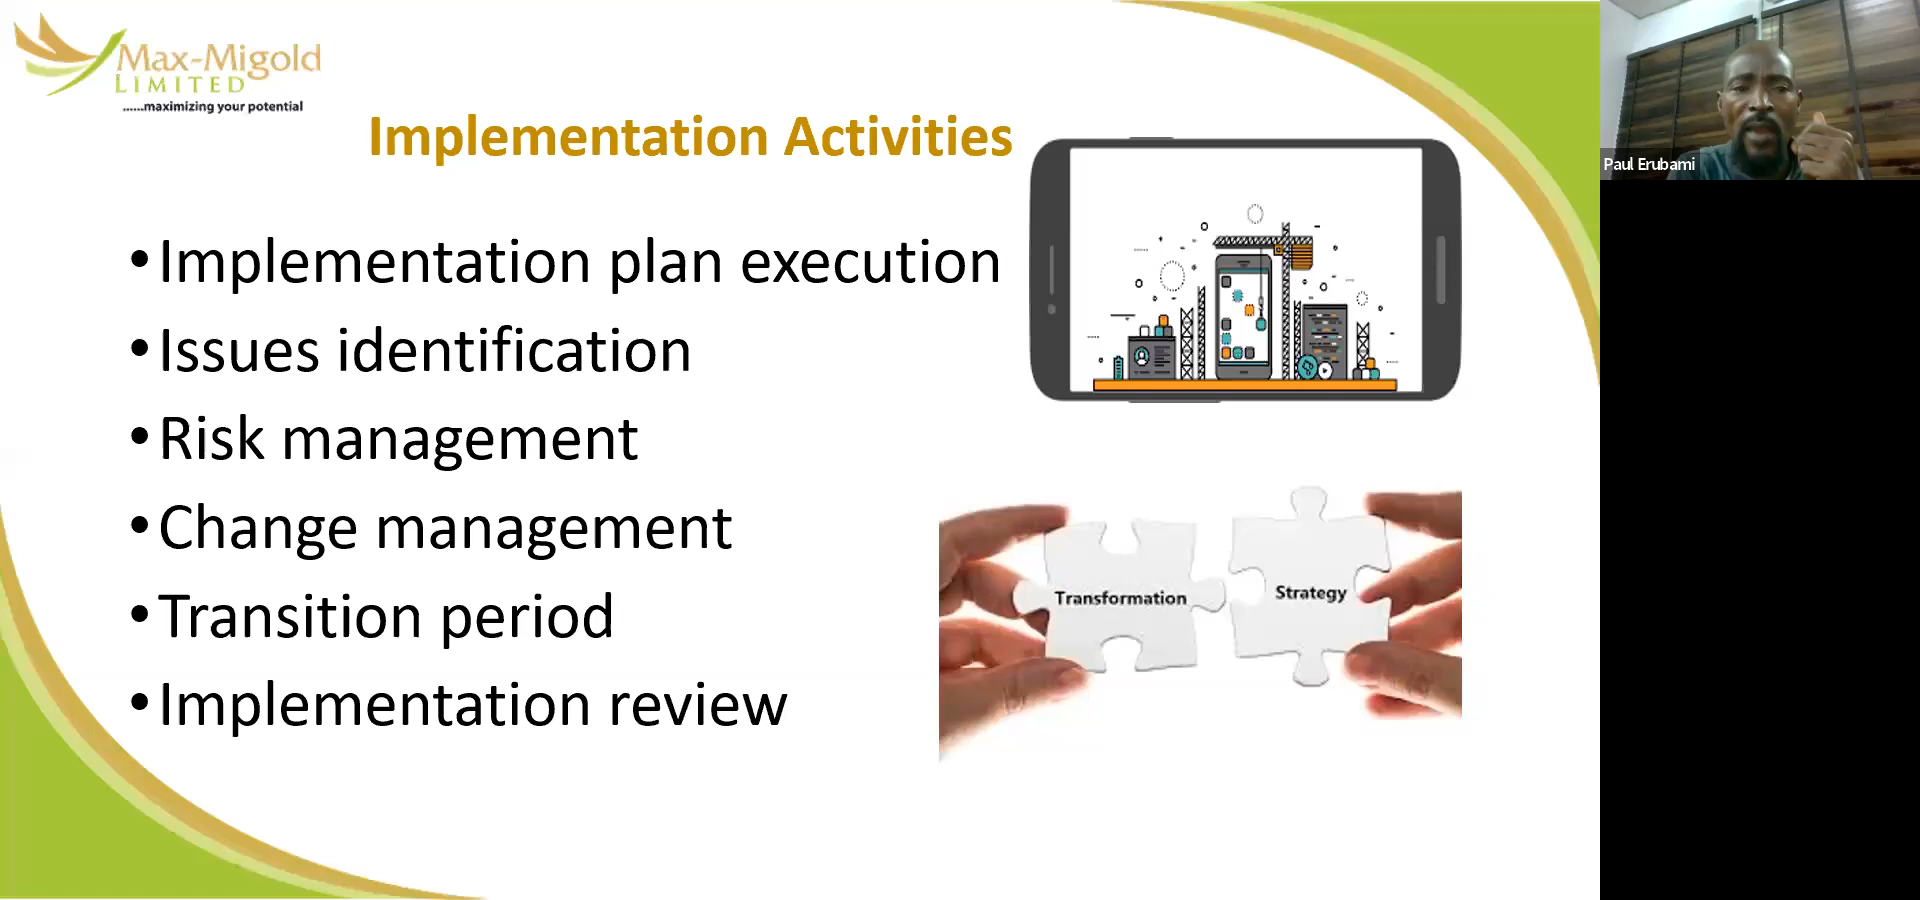 Max-Migold
LIMITED
......maximizing your potential
Implementation Activities
•Implementation plan execution
•Issues identification
•Risk management
•Change management
•Transition period
•Implementation review
Transformation
Strategy
Paul Erubami